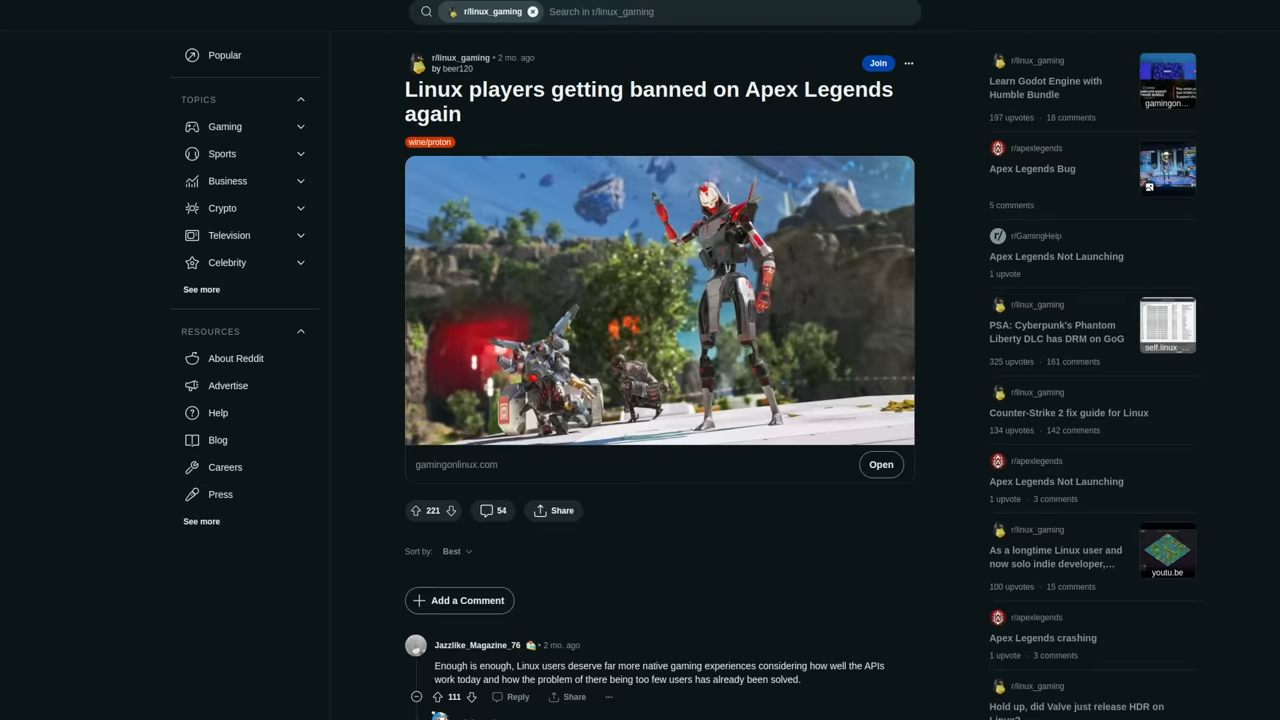 r/linux_gaming
Search in r/linux_gaming
Popular
TOPICS
Gaming
Sports
Business
Crypto
Television
Celebrity
See more
RESOURCES
About Reddit
Advertise
Help
Blog
Careers
Press
See more
r/linux_gaming • 2 mo. ago
by beer120
Join
Linux players getting banned on Apex Legends
again
wine/proton
gamingonlinux.com
Open
221
54
Share
Sort by:
Best
Add a Comment
Jazzlike_Magazine_76 • 2 mo. ago
Enough is enough, Linux users deserve far more native gaming experiences considering how well the APIs
work today and how the problem of there being too few users has already been solved.
111
Reply
Share
r/linux_gaming
Learn Godot Engine with
Humble Bundle
gamingon...
197 upvotes · 16 comments
r/apexlegends
Apex Legends Bug
5 comments
r/GamingHelp
Apex Legends Not Launching
1 upvote
r/linux_gaming
PSA: Cyberpunk's Phantom
Liberty DLC has DRM on GoG
self.linux_...
325 upvotes · 161 comments
r/linux_gaming
Counter-Strike 2 fix guide for Linux
134 upvotes · 142 comments
r/apexlegends
Apex Legends Not Launching
1 upvote · 3 comments
r/linux_gaming
As a longtime Linux user and
now solo indie developer,...
youtu.be
100 upvotes · 15 comments
r/apexlegends
Apex Legends crashing
1 upvote · 3 comments
r/linux_gaming
Hold up, did Valve just release HDR on
Linux?